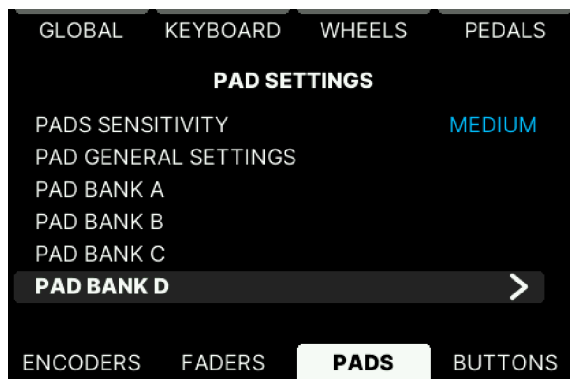 GLOBAL KEYBOARD WHEELS PEDALS
PAD SETTINGS
PADS SENSITIVITY MEDIUM
PAD GENERAL SETTINGS
PAD BANK A
PAD BANK B
PAD BANK C
PAD BANK D
ENCODERS FADERS PADS BUTTONS